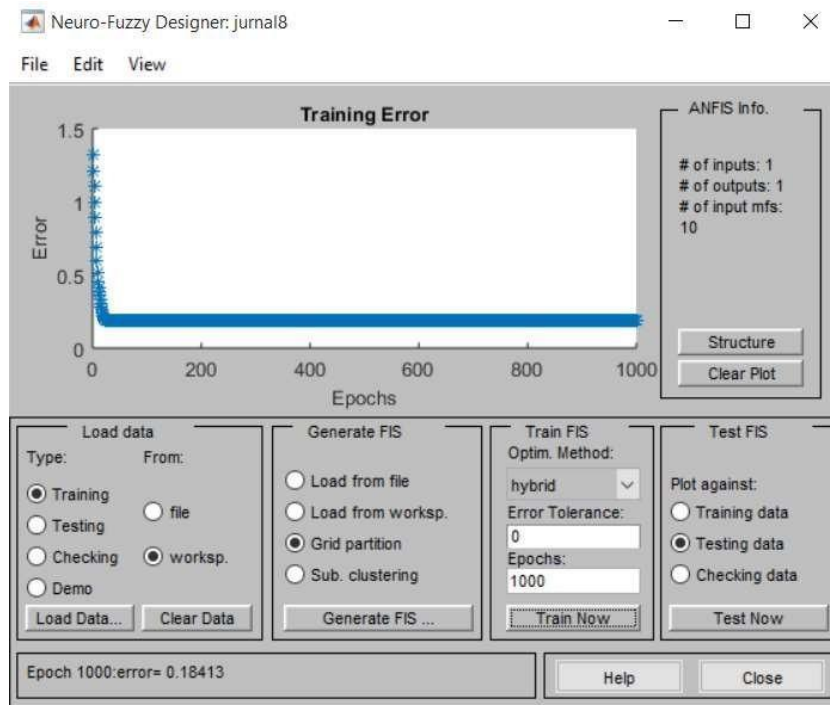 Neuro-Fuzzy Designer: jurnal8
File Edit View
Training Error
1.5
1
0.5
0
Error
0 200 400 600 800 1000
Epochs
ANFIS Info.
# of inputs: 1
# of outputs: 1
# of input mfs:
10
Structure
Clear Plot
Load data
Type: From:
Training
Testing
Checking
Demo
file
worksp.
Load Data... Clear Data
Generate FIS
Load from file
Load from worksp.
Grid partition
Sub. clustering
Generate FIS ...
Train FIS
Optim. Method:
hybrid
Error Tolerance:
0
Epochs:
1000
Train Now
Test FIS
Plot against:
Training data
Testing data
Checking data
Test Now
Epoch 1000:error= 0.18413
Help Close